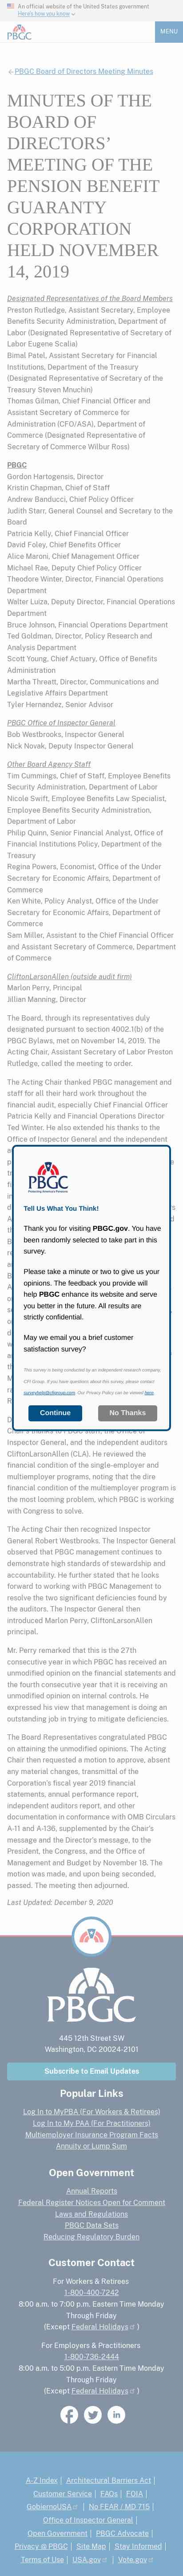 An official website of the United States government
Here's how you know
PBGC
MENU
PBGC Board of Directors Meeting Minutes
MINUTES OF THE
BOARD OF
DIRECTORS’
MEETING OF THE
PENSION BENEFIT
GUARANTY
CORPORATION
HELD NOVEMBER
14, 2019
Designated Representatives of the Board Members
Preston Rutledge, Assistant Secretary, Employee
Benefits Security Administration, Department of
Labor (Designated Representative of Secretary of
Labor Eugene Scalia)
Bimal Patel, Assistant Secretary for Financial
Institutions, Department of the Treasury
(Designated Representative of Secretary of the
Treasury Steven Mnuchin)
Thomas Gilman, Chief Financial Officer and
Assistant Secretary of Commerce for
Administration (CFO/ASA), Department of
Commerce (Designated Representative of
Secretary of Commerce Wilbur Ross)
PBGC
Gordon Hartogensis, Director
Kristin Chapman, Chief of Staff
Andrew Banducci, Chief Policy Officer
Judith Starr, General Counsel and Secretary to the
Board
Patricia Kelly, Chief Financial Officer
David Foley, Chief Benefits Officer
Alice Maroni, Chief Management Officer
Michael Rae, Deputy Chief Policy Officer
Theodore Winter, Director, Financial Operations
Department
Walter Luiza, Deputy Director, Financial Operations
Department
Bruce Johnson, Financial Operations Department
Ted Goldman, Director, Policy Research and
Analysis Department
Scott Young, Chief Actuary, Office of Benefits
Administration
Martha Threatt, Director, Communications and
Legislative Affairs Department
Tyler Hernandez, Senior Advisor
PBGC Office of Inspector General
Bob Westbrooks, Inspector General
Nick Novak, Deputy Inspector General
Other Board Agency Staff
Tim Cummings, Chief of Staff, Employee Benefits
Security Administration, Department of Labor
Nicole Swift, Employee Benefits Law Specialist,
Employee Benefits Security Administration,
Department of Labor
Philip Quinn, Senior Financial Analyst, Office of
Financial Institutions Policy, Department of the
Treasury
Regina Powers, Economist, Office of the Under
Secretary for Economic Affairs, Department of
Commerce
Ken White, Policy Analyst, Office of the Under
Secretary for Economic Affairs, Department of
Commerce
Sam Miller, Assistant to the Chief Financial Officer
and Assistant Secretary of Commerce, Department
of Commerce
CliftonLarsonAllen (outside audit firm)
Marlon Perry, Principal
Jillian Manning, Director
The Board, through its representatives duly
designated pursuant to section 4002.1(b) of the
PBGC Bylaws, met on November 14, 2019. The
Acting Chair, Assistant Secretary of Labor Preston
Rutledge, called the meeting to order.
The Acting Chair thanked PBGC management and
staff for all their hard work throughout the
financial audit, especially Chief Financial Officer
Patricia Kelly and Financial Operations Director
Ted Winter. He also expressed his thanks to the
Office of Inspector General and the independent
PBGC
Protecting America's Pensions
Tell Us What You Think!
Thank you for visiting PBGC.gov. You have
been randomly selected to take part in this
survey.
Please take a minute or two to give us your
opinions. The feedback you provide will
help PBGC enhance its website and serve
you better in the future. All results are
strictly confidential.
May we email you a brief customer
satisfaction survey?
This survey is being conducted by an independent research company,
CFI Group. If you have questions about this survey, please contact
surveyhelp@cfigroup.com. Our Privacy Policy can be viewed here.
Continue
No Thanks
Chair's thanks to PBGC staff, the Office of
Inspector General, and the independent auditors
CliftonLarsonAllen (CLA). He reviewed the
financial condition of the single-employer and
multiemployer programs. He emphasized that the
multiemployer program is the most in the
long-term problem, which PBGC is working with
Congress to solve.
The Acting Chair then recognized Inspector
General Robert Westbrooks. The Inspector General
observed that PBGC management continues to
demonstrate strong stewardship and
accountability. He further stated that OIG looks
forward to working with PBGC Management to
resolve the significant deficiencies as expeditiously
as the auditors. The Inspector General then
introduced Marlon Perry, CliftonLarsonAllen
principal.
Mr. Perry remarked that this is the 27th
consecutive year in which PBGC has received an
unmodified opinion on its financial statements and
the fourth year in a row it has received an
unmodified opinion on internal controls. He
observed that there was no material
noncompliance with laws and regulations. He
stated that management is doing an outstanding
job, and is trying to mitigate deficiencies.
The Board Representatives congratulated PBGC
on attaining the unmodified opinions. The Acting
Chair asked for a motion to approve,
in substance, materials for transmittal of the
Corporation's fiscal year 2019 financial
statements, annual performance report,
independent auditors report, and other
documentation due to OMB under OMB Circulars
A-11 and A-136, supplemented by the Chair's
message and the Director's message, to the
President, the Congress, and the Office of
Management and Budget by November 18. The
motion was made, seconded, and approved.
The meeting was then adjourned.
Last Updated: December 9, 2020
PBGC
445 12th Street SW
Washington, DC 20024-2101
Subscribe to Email Updates
Popular Links
Log In to MyPBA (For Workers & Retirees)
Log In to My PAA (For Practitioners)
Multiemployer Insurance Program Facts
Annuity or Lump Sum
Open Government
Annual Reports
Federal Register Notices Open for Comment
Laws and Regulations
PBGC Data Sets
Reducing Regulatory Burden
Customer Contact
For Workers & Retirees
1-800-400-7242
8:00 a.m. to 7:00 p.m. Eastern Time Monday
Through Friday
(Except Federal Holidays )
For Employers & Practitioners
1-800-736-2444
8:00 a.m. to 5:00 p.m. Eastern Time Monday
Through Friday
(Except Federal Holidays )
A-Z Index | Architectural Barriers Act |
Customer Service | FAQs | FOIA |
GobiernoUSA | No FEAR / MD 715 |
Office of Inspector General |
Open Government | PBGC Advocate |
Privacy @ PBGC | Site Map | Stay Informed |
Terms of Use | USA.gov | Vote.gov